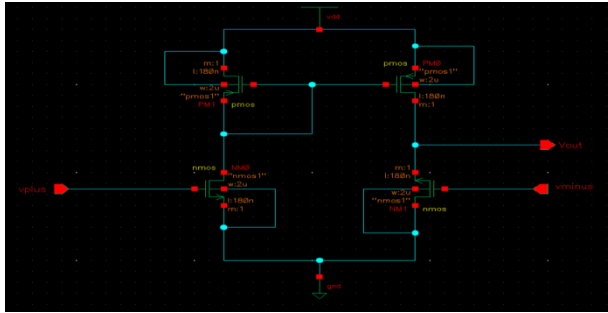 vdd
m:1
l:180n
w:2u
"pmos1"
PM1
pmos
pmos
PM0
"pmos1"
w:2u
l:180n
m:1
Vout
nmos
NM0
"nmos1"
w:2u
l:180n
m:1
vplus
m:1
l:180n
w:2u
"nmos1"
NM1
nmos
vminus
gnd